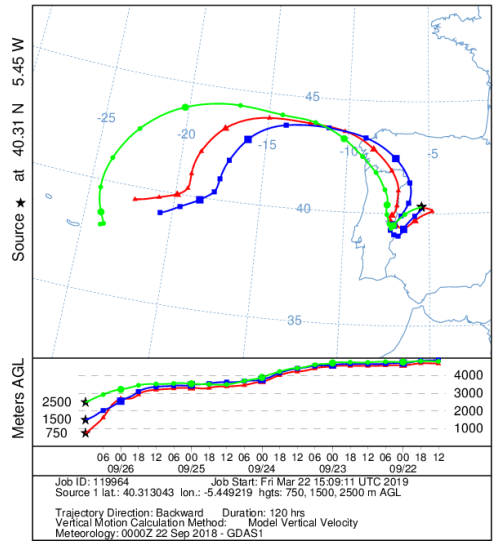 Source ★ at 40.31 N 5.45 W
45
-25
-20
-15
-10
-5
40
35
Meters AGL
4000
2500
3000
1500
2000
750
1000
06 00 18 12 06 00 18 12 06 00 18 12 06 00 18 12 06 00 18 12
09/26 09/25 09/24 09/23 09/22
Job ID: 119964 Job Start: Fri Mar 22 15:09:11 UTC 2019
Source 1 lat.: 40.313043 lon.: -5.449219 hgts: 750, 1500, 2500 m AGL
Trajectory Direction: Backward Duration: 120 hrs
Vertical Motion Calculation Method: Model Vertical Velocity
Meteorology: 0000Z 22 Sep 2018 - GDAS1